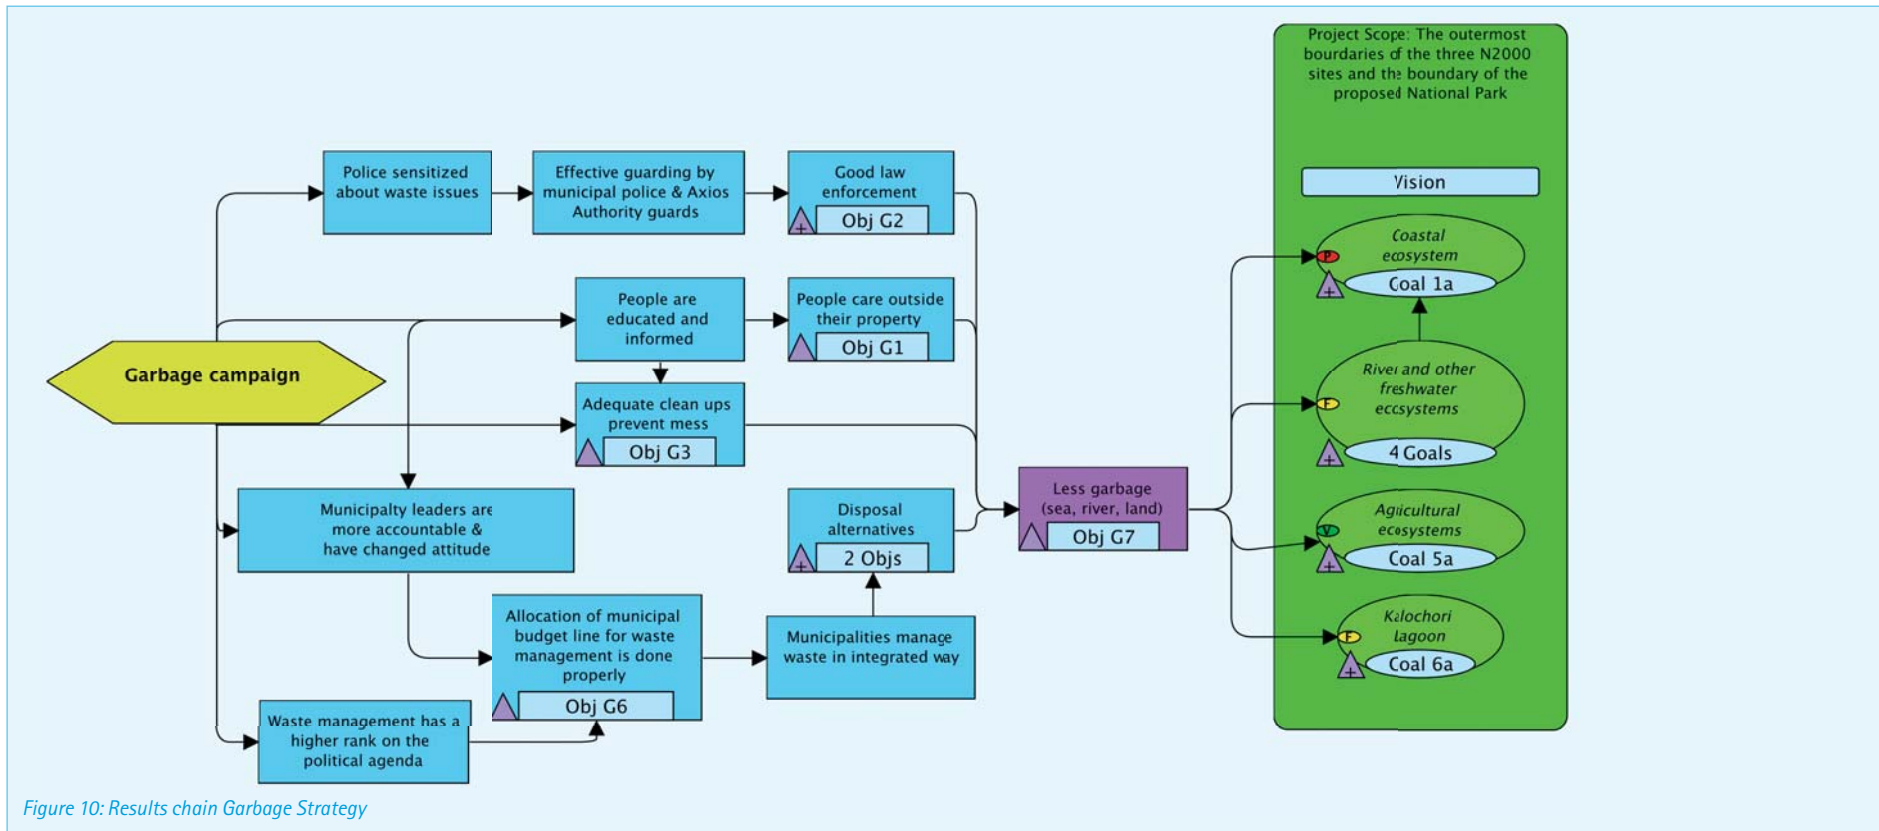 Project Scope: The outermost
bourdaries of the three N2000
sites and the boundary of the
proposed National Park
Vision
Police sensitized
about waste issues
Effective guarding by
municipal police & Axios
Authority guards
Good law
enforcement
+
Obj G2
Coastal
ecosystem
P
+
Goal 1a
People are
educated and
informed
People care outside
their property
Obj G1
Garbage campaign
River and other
freshwater
ecosystems
F
+
4 Goals
Adequate clean ups
prevent mess
Obj G3
Municipalty leaders are
more accountable &
have changed attitude
Disposal
alternatives
+
2 Objs
Less garbage
(sea, river, land)
Obj G7
Agricultural
ecosystems
V
+
Goal 5a
Allocation of municipal
budget line for waste
management is done
properly
Obj G6
Municipalities manage
waste in integrated way
Kalochori
Lagoon
F
+
Goal 6a
Waste management has a
higher rank on the
political agenda
Figure 10: Results chain Garbage Strategy